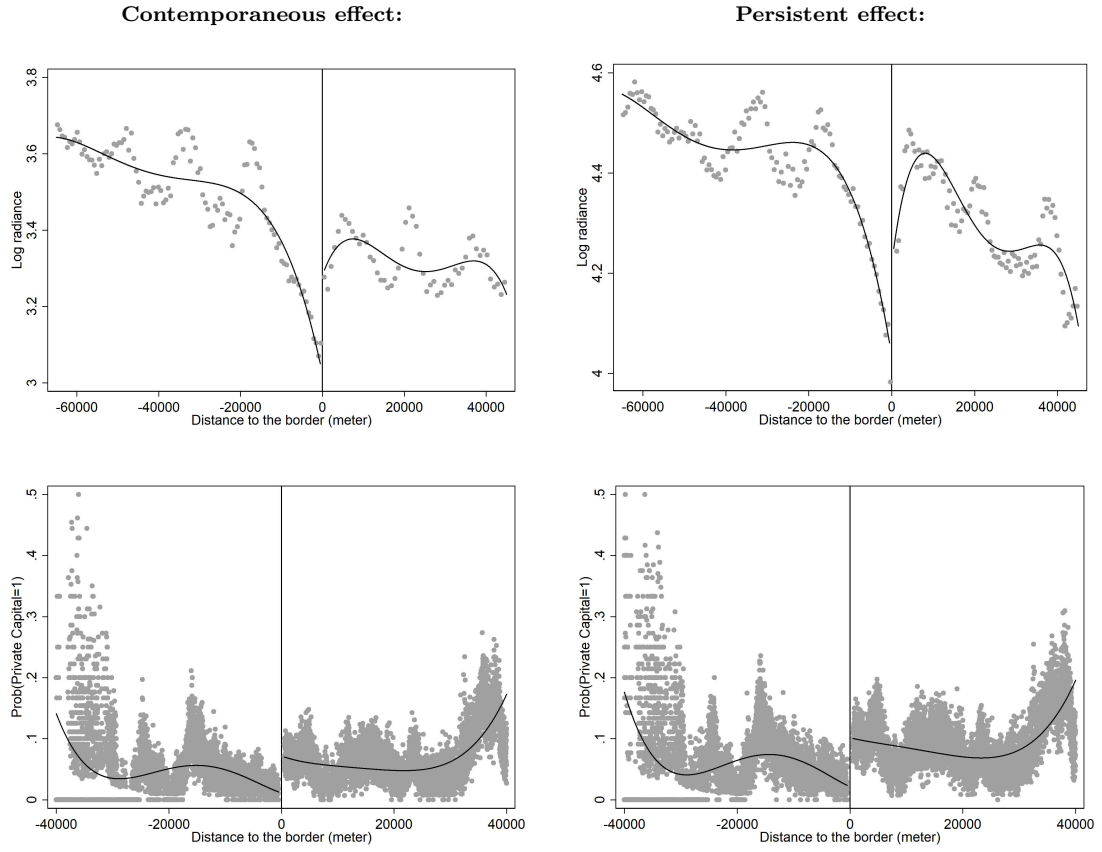 Contemporaneous effect:
Persistent effect:
Log radiance
3.8
3.6
3.4
3.2
3
-60000 -40000 -20000 0 20000 40000
Distance to the border (meter)
Log radiance
4.6
4.4
4.2
4
-60000 -40000 -20000 0 20000 40000
Distance to the border (meter)
Prob(Private Capital=1)
.5
.4
.3
.2
.1
0
-40000 -20000 0 20000 40000
Distance to the border (meter)
Prob(Private Capital=1)
.5
.4
.3
.2
.1
0
-40000 -20000 0 20000 40000
Distance to the border (meter)